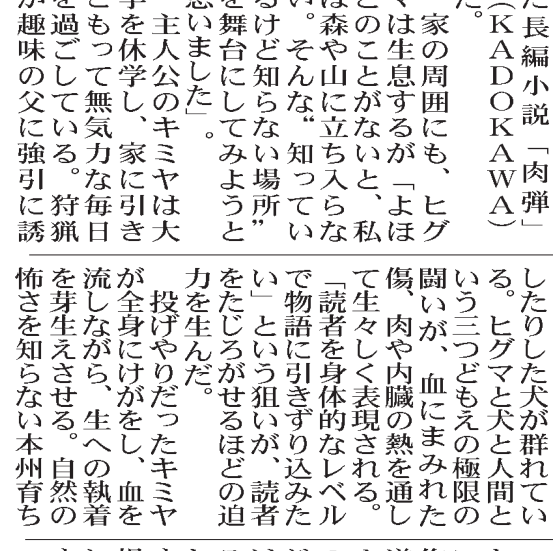 た長編小説「肉弾」
（ＫＡＤＯＫＡＷＡ）
た。
家の周囲にも、ヒグ
マは生息するが「よほ
どのことがないと、私
は森や山に立ち入らな
い。そんな“知ってい
るけど知らない場所”
を舞台にしてみようと
思いました」。
主人公のキミヤは大
学を休学し、家に引き
こもって無気力な毎日
を過ごしている。狩猟
が趣味の父に強引に誘
したりした犬が群れてい
る。ヒグマと犬と人間と
いう三つどもえの極限の
闘いが、血にまみれた
傷、肉や内臓の熱を通し
て生々しく表現される。
「読者を身体的なレベル
で物語に引きずり込みた
い」という狙いが、読者
をたじろがせるほどの迫
力を生んだ。
投げやりだったキミヤ
が全身にけがをし、血を
流しながら、生への執着
を芽生えさせる。自然の
怖さを知らない本州育ち